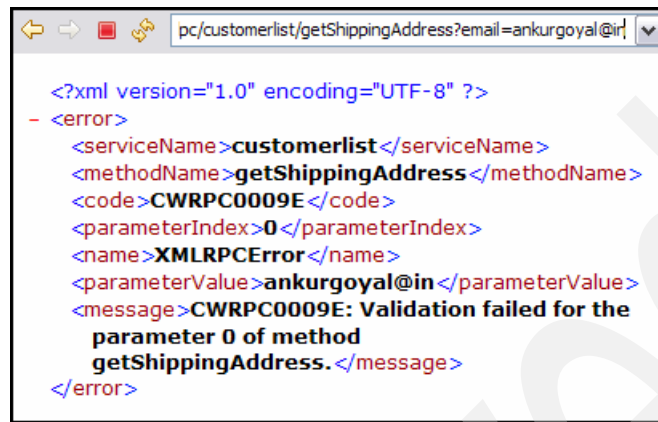 pc/customerlist/getShippingAddress?email=ankurgoyal@in
<?xml version="1.0" encoding="UTF-8" ?>
– <error>
<serviceName>customerlist</serviceName>
<methodName>getShippingAddress</methodName>
<code>CWRPC0009E</code>
<parameterIndex>0</parameterIndex>
<name>XMLRPCError</name>
<parameterValue>ankurgoyal@in</parameterValue>
<message>CWRPC0009E: Validation failed for the
parameter 0 of method
getShippingAddress.</message>
</error>